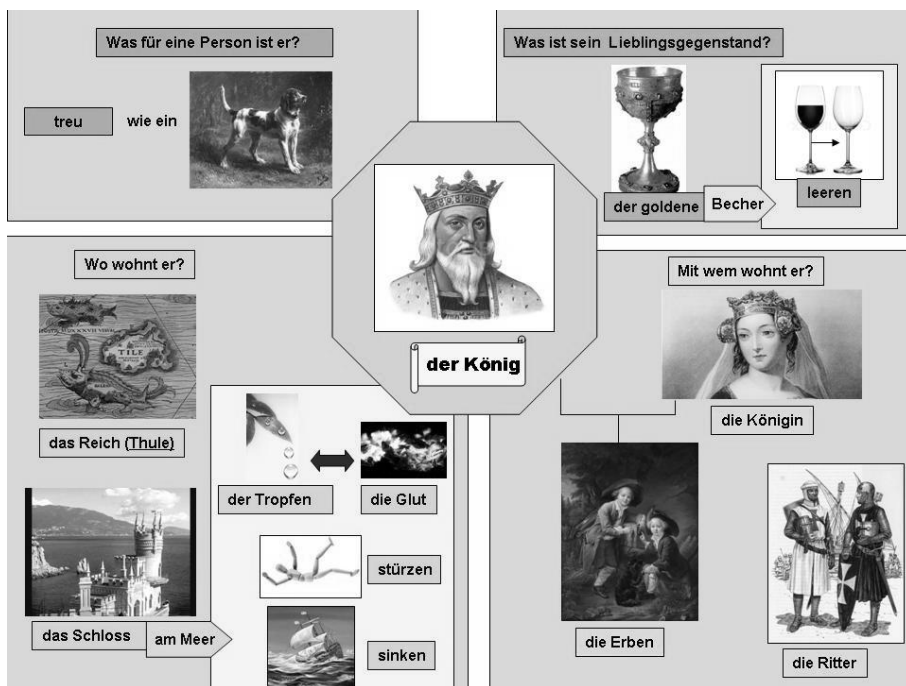 Was für eine Person ist er?
treu
wie ein
Was ist sein Lieblingsgegenstand?
der goldene
Becher
leeren
der König
Wo wohnt er?
TILE
das Reich (Thule)
das Schloss
am Meer
der Tropfen
die Glut
stürzen
sinken
Mit wem wohnt er?
die Königin
die Erben
die Ritter